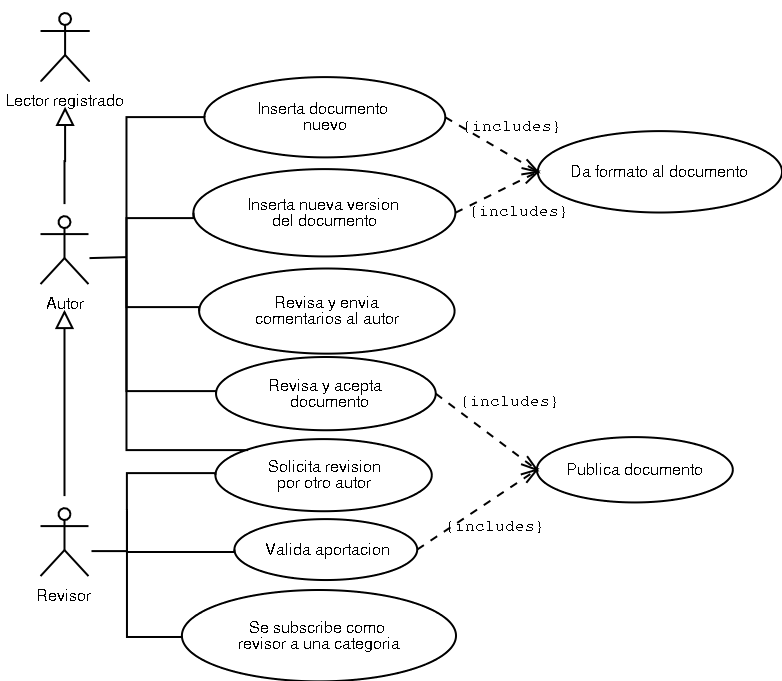 Lector registrado
Inserta documento
nuevo
{includes}
Da formato al documento
Inserta nueva version
del documento
{includes}
Autor
Revisa y envia
comentarios al autor
Revisa y acepta
documento
{includes}
Solicita revision
por otro autor
Publica documento
{includes}
Valida aportacion
Revisor
Se subscribe como
revisor a una categoria